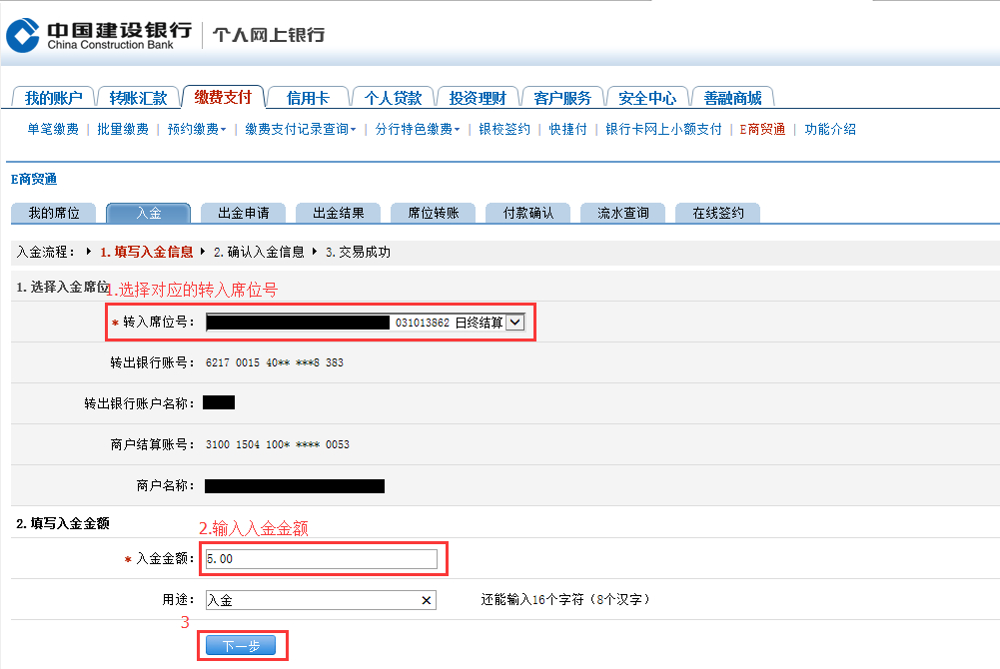 中国建设银行 个人网上银行
China Construction Bank
我的账户 转账汇款 缴费支付 信用卡 个人贷款 投资理财 客户服务 安全中心 善融商城
单笔缴费 | 批量缴费 | 预约缴费 | 缴费支付记录查询 | 分行特色缴费 | 银校签约 | 快捷付 | 银行卡网上小额支付 | E商贸通 | 功能介绍
E商贸通
我的席位 入金 出金申请 出金结果 席位转账 付款确认 流水查询 在线签约
入金流程： 1. 填写入金信息 2. 确认入金信息 3. 交易成功
1. 选择入金席位 1.选择对应的转入席位号
* 转入席位号： 031013862 日终结算
转出银行账号： 6217 0015 40** ***8 383
转出银行账户名称：
商户结算账号： 3100 1504 100* **** 0053
商户名称：
2. 填写入金金额
2.输入入金金额
* 入金金额： 5.00
用途： 入金 × 还能输入16个字符（8个汉字）
3
下一步